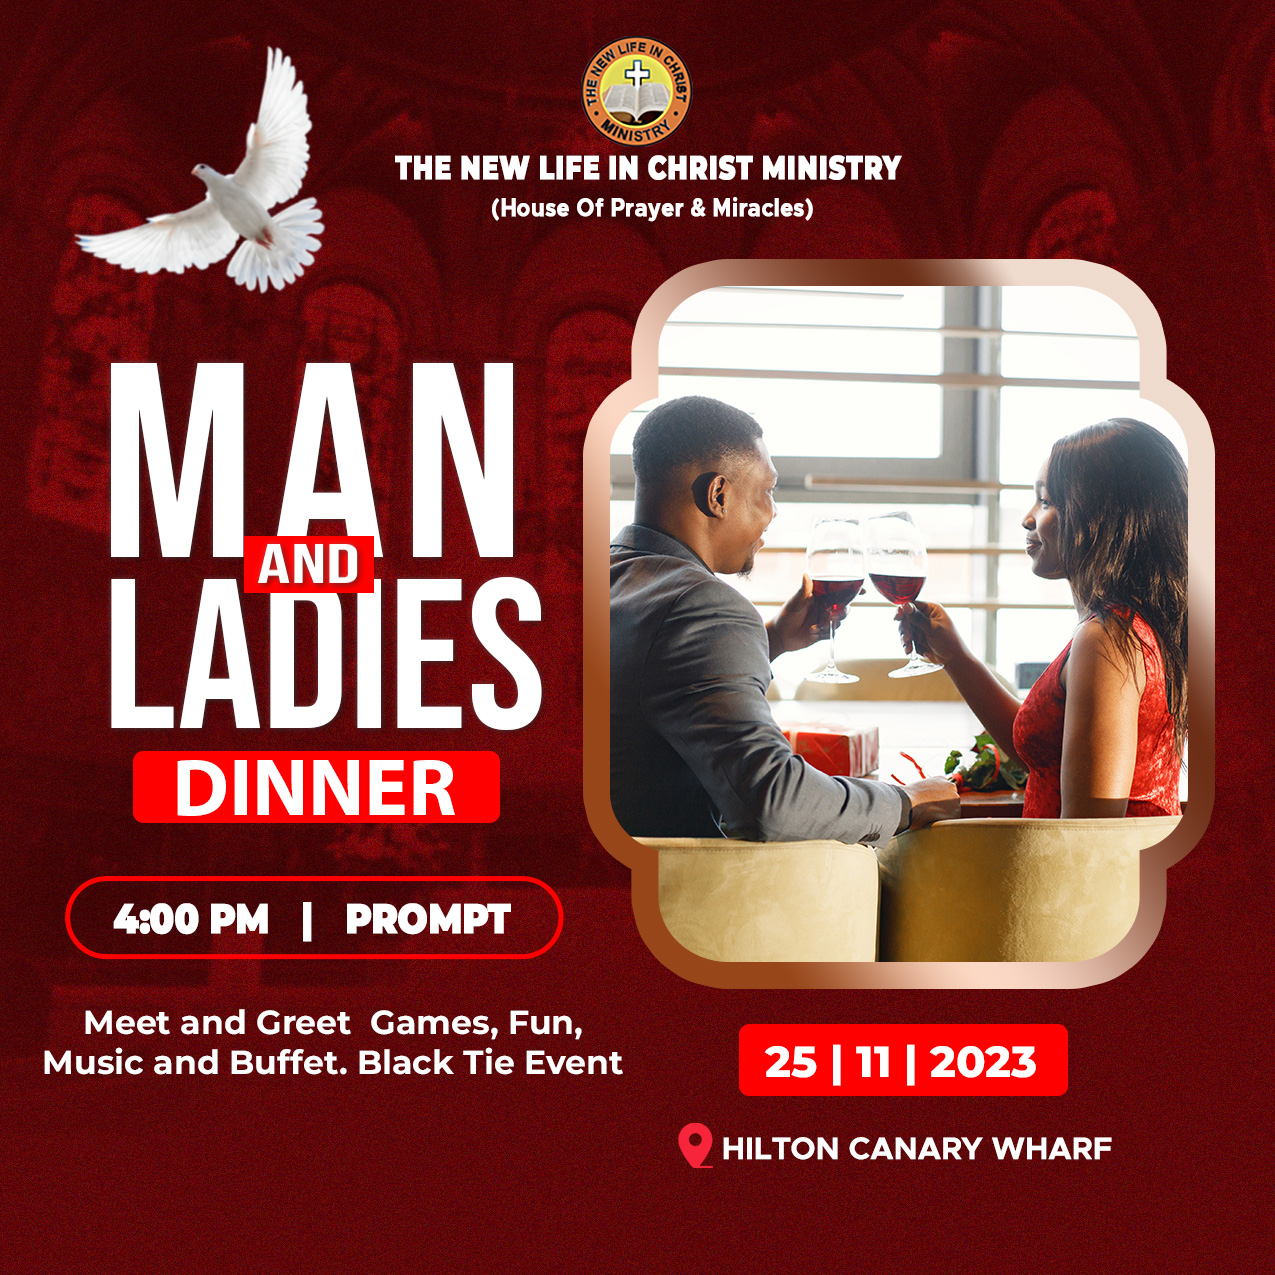 THE NEW LIFE IN CHRIST
MINISTRY
THE NEW LIFE IN CHRIST MINISTRY
(House Of Prayer & Miracles)
MAN
AND
LADIES
DINNER
4:00 PM | PROMPT
Meet and Greet  Games, Fun,
Music and Buffet. Black Tie Event
25 | 11 | 2023
HILTON CANARY WHARF